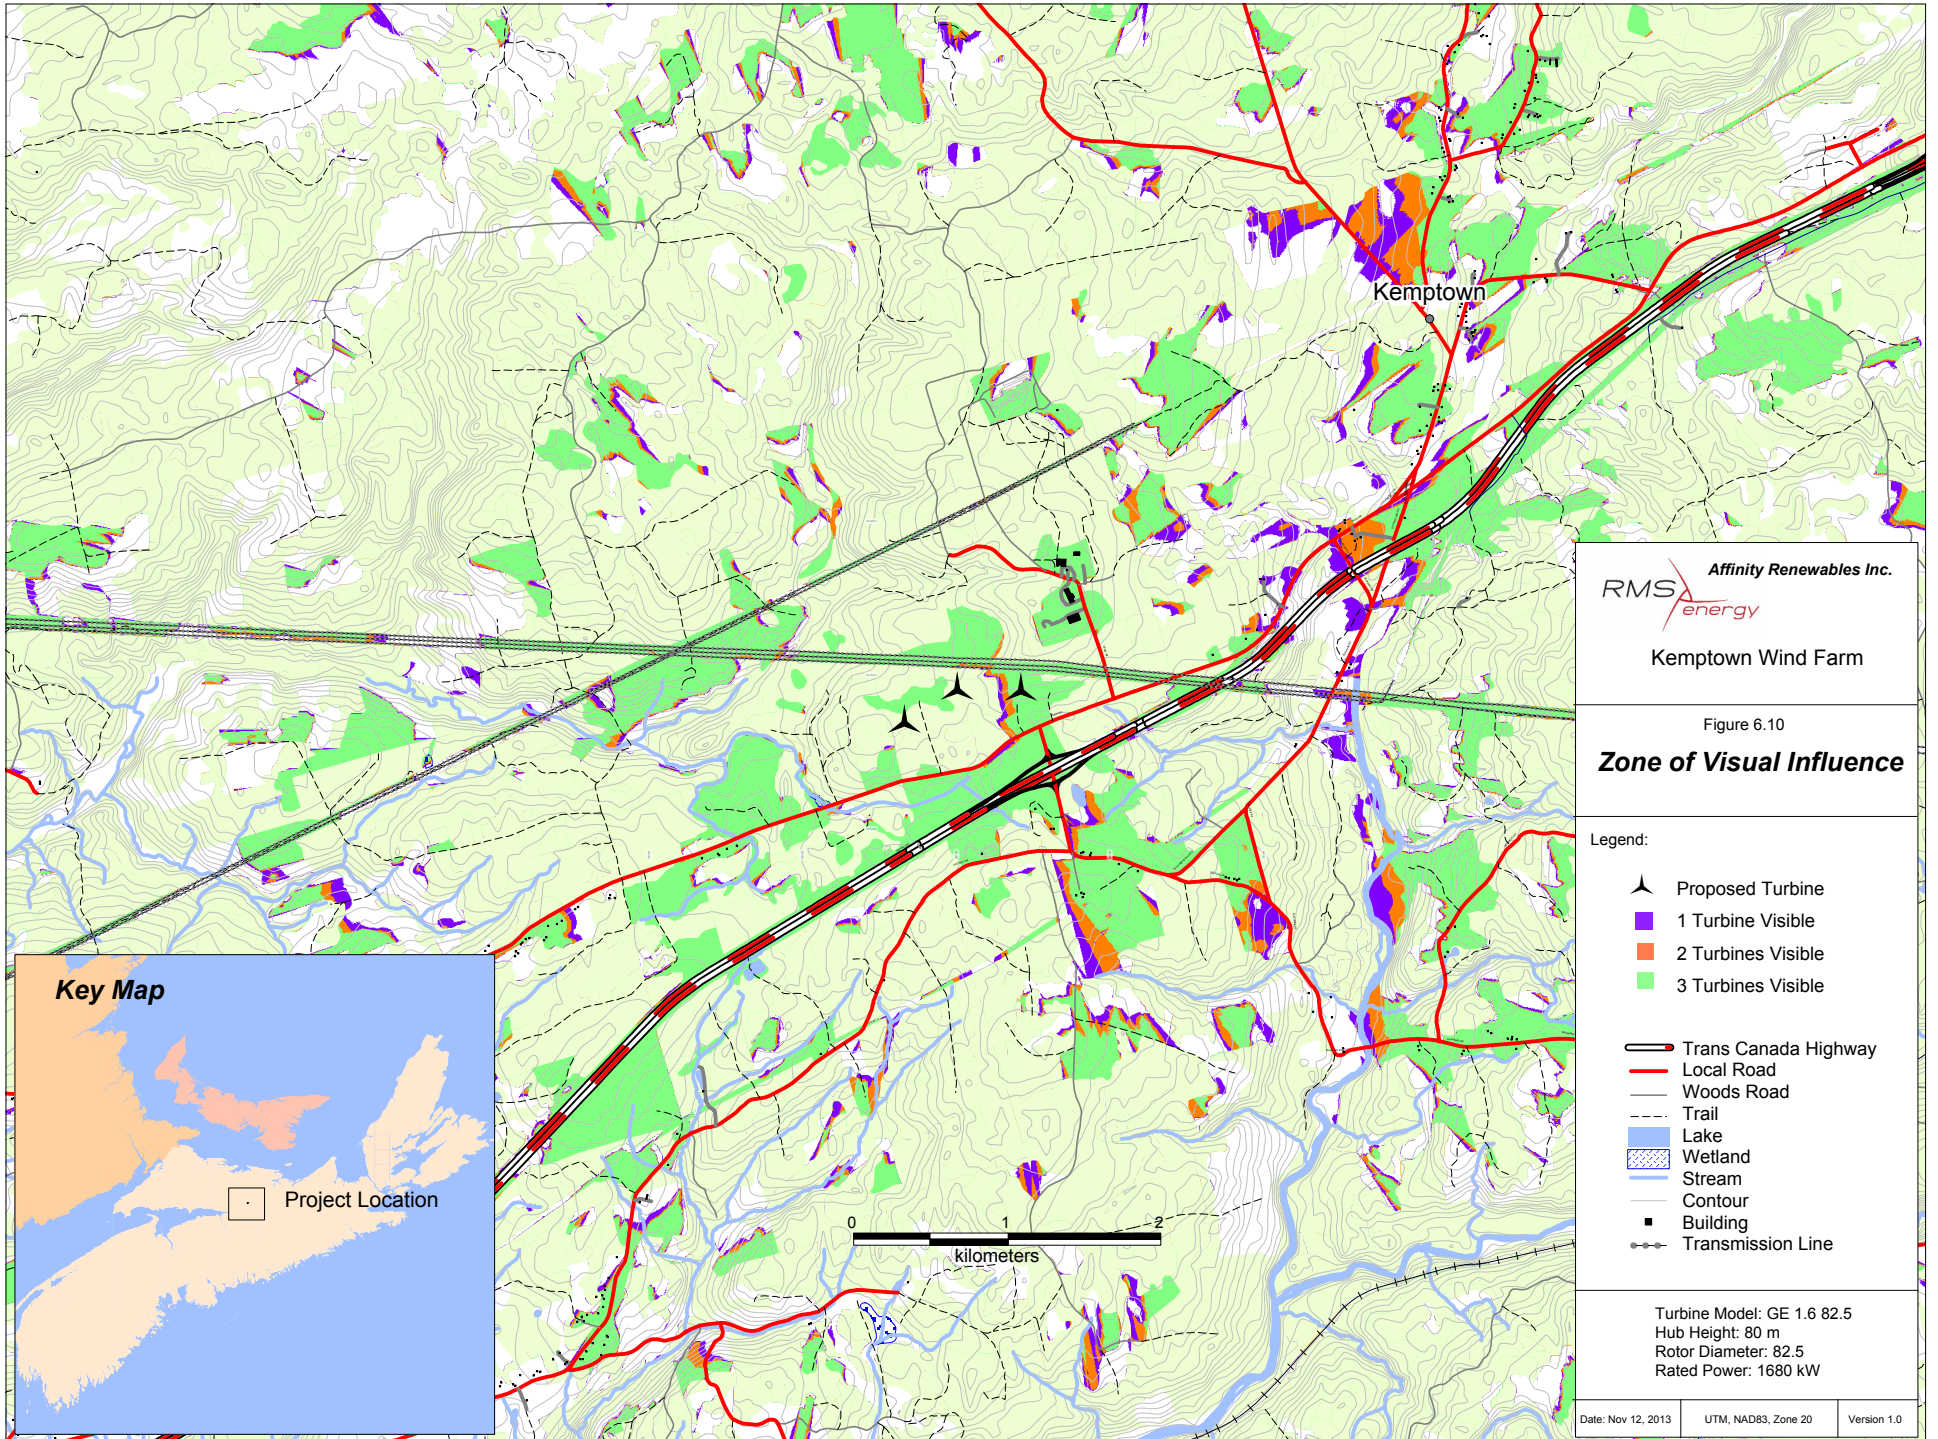 Kemptown
RMS energy
Affinity Renewables Inc.
Kemptown Wind Farm
Figure 6.10
Zone of Visual Influence
Legend:
Proposed Turbine
1 Turbine Visible
2 Turbines Visible
3 Turbines Visible
Trans Canada Highway
Local Road
Woods Road
Trail
Lake
Wetland
Stream
Contour
Building
Transmission Line
Turbine Model: GE 1.6 82.5
Hub Height: 80 m
Rotor Diameter: 82.5
Rated Power: 1680 kW
Date: Nov 12, 2013
UTM, NAD83, Zone 20
Version 1.0
Key Map
Project Location
0 1 2
kilometers